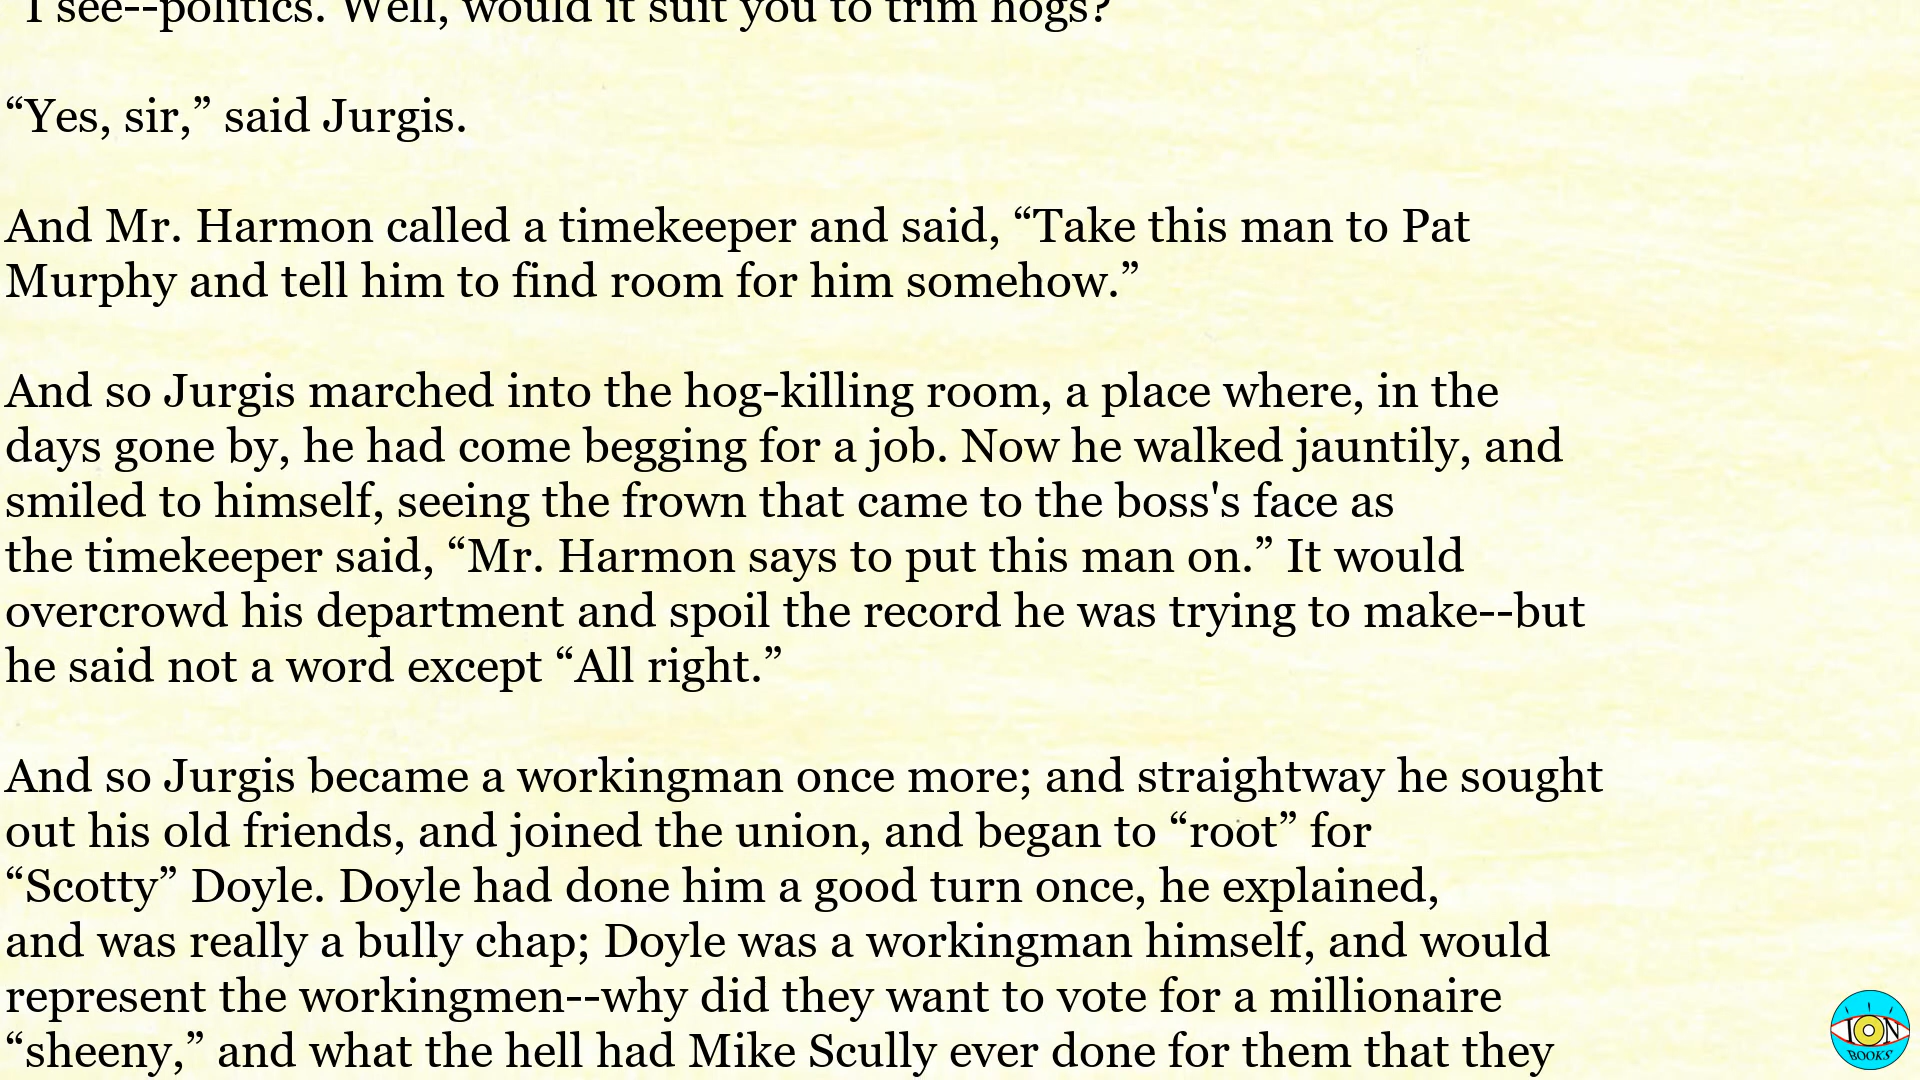 “I see--politics. Well, would it suit you to trim hogs?”
“Yes, sir,” said Jurgis.
And Mr. Harmon called a timekeeper and said, “Take this man to Pat
Murphy and tell him to find room for him somehow.”
And so Jurgis marched into the hog-killing room, a place where, in the
days gone by, he had come begging for a job. Now he walked jauntily, and
smiled to himself, seeing the frown that came to the boss's face as
the timekeeper said, “Mr. Harmon says to put this man on.” It would
overcrowd his department and spoil the record he was trying to make--but
he said not a word except “All right.”
And so Jurgis became a workingman once more; and straightway he sought
out his old friends, and joined the union, and began to “root” for
“Scotty” Doyle. Doyle had done him a good turn once, he explained,
and was really a bully chap; Doyle was a workingman himself, and would
represent the workingmen--why did they want to vote for a millionaire
“sheeny,” and what the hell had Mike Scully ever done for them that they
ION
BOOKS